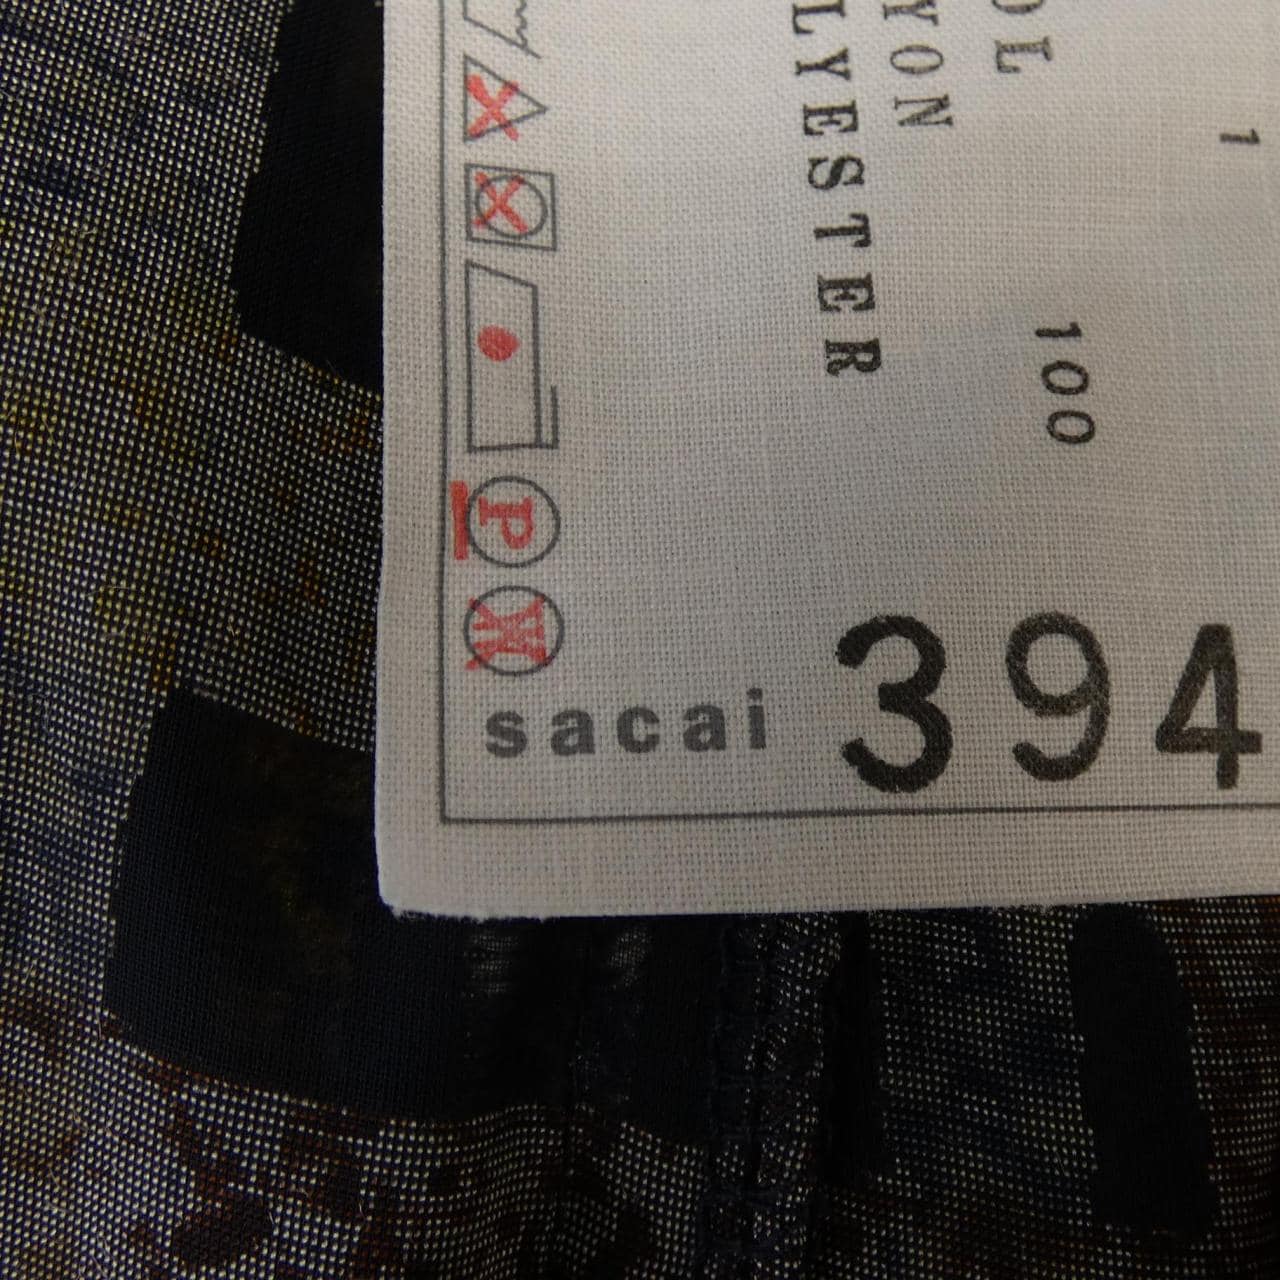 OL
YON
LYESTER
1
100
P
W
sacai
394